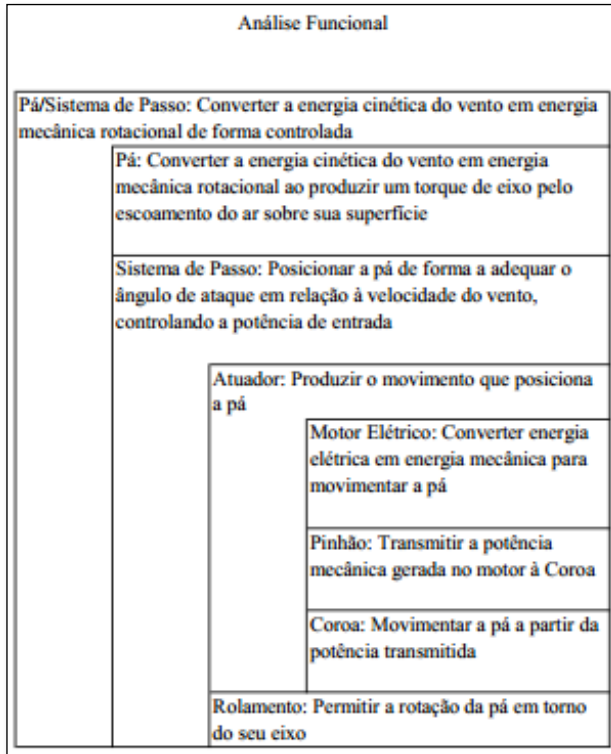 Análise Funcional
Pá/Sistema de Passo: Converter a energia cinética do vento em energia
mecânica rotacional de forma controlada
Pá: Converter a energia cinética do vento em energia
mecânica rotacional ao produzir um torque de eixo pelo
escoamento do ar sobre sua superfície
Sistema de Passo: Posicionar a pá de forma a adequar o
ângulo de ataque em relação à velocidade do vento,
controlando a potência de entrada
Atuador: Produzir o movimento que posiciona
a pá
Motor Elétrico: Converter energia
elétrica em energia mecânica para
movimentar a pá
Pinhão: Transmitir a potência
mecânica gerada no motor à Coroa
Coroa: Movimentar a pá a partir da
potência transmitida
Rolamento: Permitir a rotação da pá em torno
do seu eixo